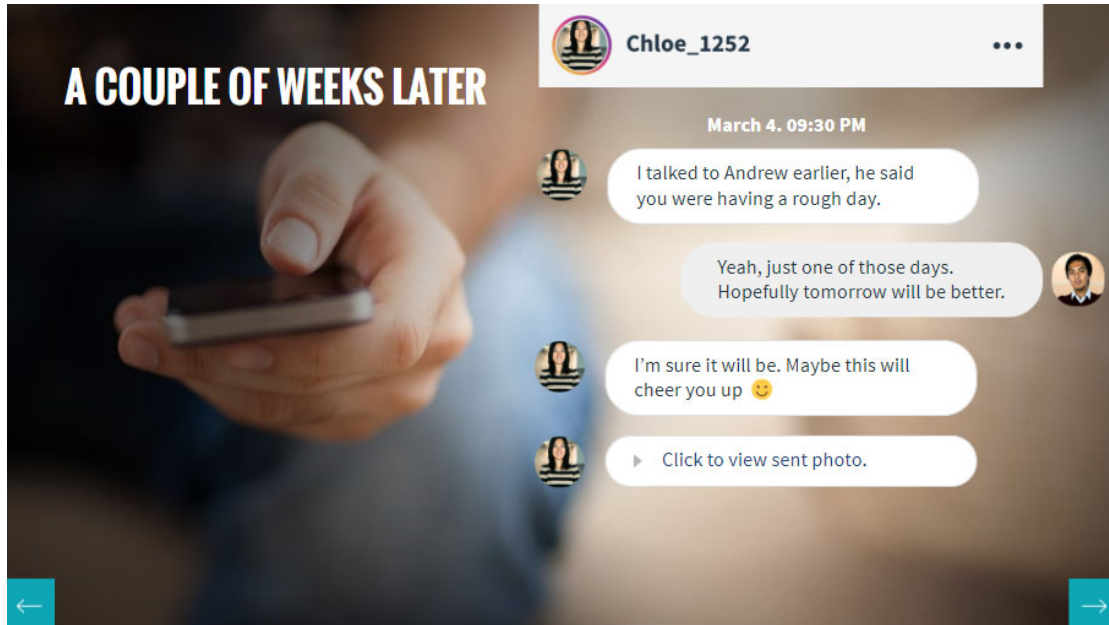 A COUPLE OF WEEKS LATER
Chloe_1252
March 4. 09:30 PM
I talked to Andrew earlier, he said
you were having a rough day.
Yeah, just one of those days.
Hopefully tomorrow will be better.
I’m sure it will be. Maybe this will
cheer you up 🙂
Click to view sent photo.